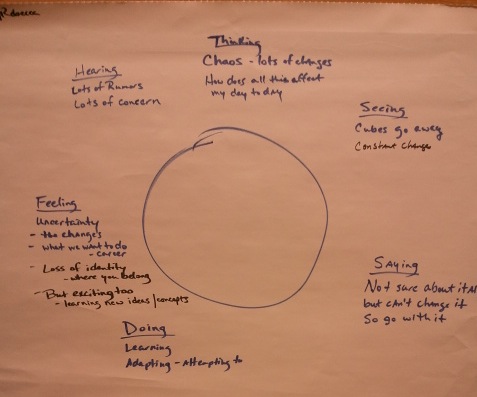 Thinking
Chaos - lots of changes
How does all this affect
my day to day
Hearing
Lots of Rumors
Lots of concern
Seeing
Cubes go away
Constant change
Feeling
Uncertainty
- the changes
- what we want to do
- career
- Loss of identity
- where you belong
- But exciting too
- learning new ideas/concepts
Saying
Not sure about it All
but can't change it
So go with it
Doing
Learning
Adapting - Attempting to